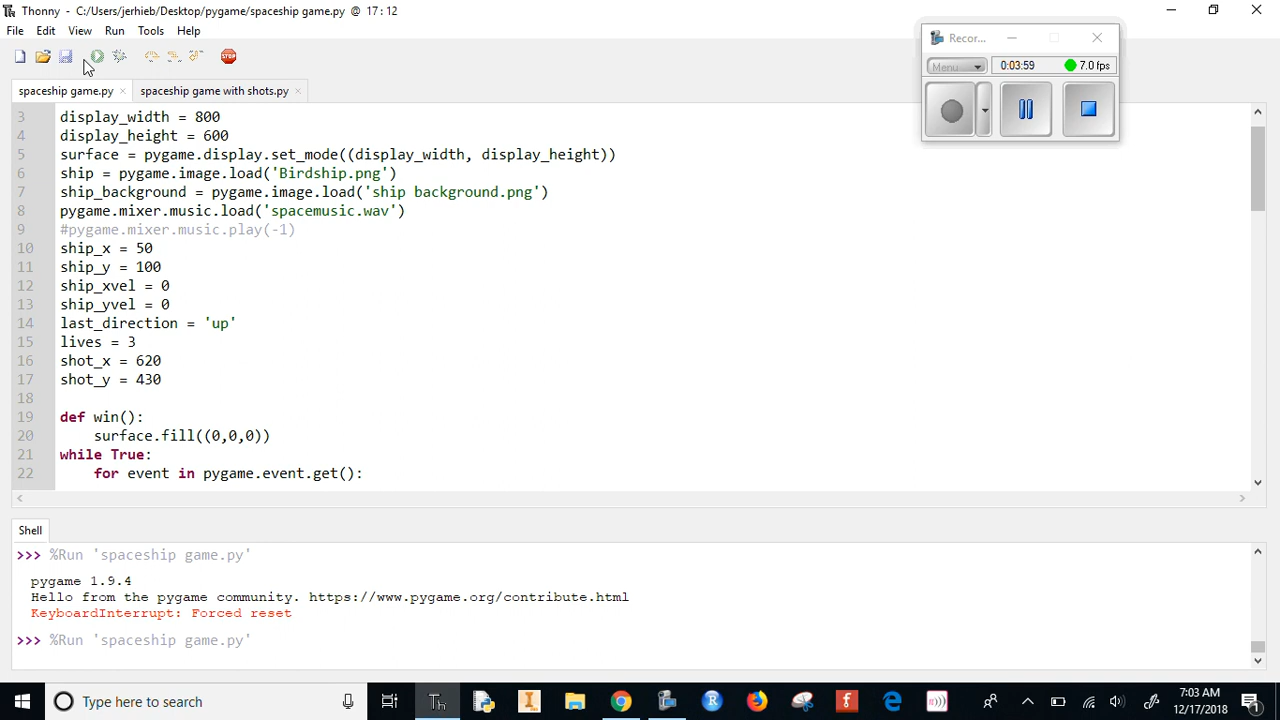 Thonny - C:/Users/jerhieb/Desktop/pygame/spaceship game.py @ 17:12
File Edit View Run Tools Help
STOP
spaceship game.py × spaceship game with shots.py ×
3 display_width = 800
4 display_height = 600
5 surface = pygame.display.set_mode((display_width, display_height))
6 ship = pygame.image.load('Birdship.png')
7 ship_background = pygame.image.load('ship background.png')
8 pygame.mixer.music.load('spacemusic.wav')
9 #pygame.mixer.music.play(-1)
10 ship_x = 50
11 ship_y = 100
12 ship_xvel = 0
13 ship_yvel = 0
14 last_direction = 'up'
15 lives = 3
16 shot_x = 620
17 shot_y = 430
18
19 def win():
20 surface.fill((0,0,0))
21 while True:
22 for event in pygame.event.get():
Recor...
Menu 0:03:59 7.0 fps
Shell
>>> %Run 'spaceship game.py'
pygame 1.9.4
Hello from the pygame community. https://www.pygame.org/contribute.html
KeyboardInterrupt: Forced reset
>>> %Run 'spaceship game.py'
Type here to search
7:03 AM
12/17/2018